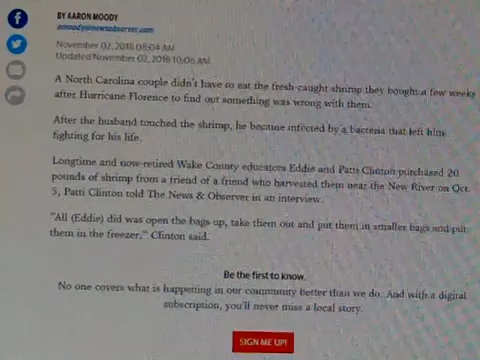 BY AARON MOODY
amoody@newsobserver.com
November 02, 2018 08:04 AM
Updated November 02, 2018 10:06 AM
A North Carolina couple didn't have to eat the fresh-caught shrimp they bought a few weeks
after Hurricane Florence to find out something was wrong with them.
After the husband touched the shrimp, he became infected by a bacteria that left him
fighting for his life.
Longtime and now-retired Wake County educators Eddie and Patti Clinton purchased 20
pounds of shrimp from a friend of a friend who harvested them near the New River on Oct.
5, Patti Clinton told The News & Observer in an interview.
"All (Eddie) did was open the bags up, take them out and put them in smaller bags and put
them in the freezer," Clinton said.
Be the first to know.
No one covers what is happening in our community better than we do. And with a digital
subscription, you'll never miss a local story.
SIGN ME UP!